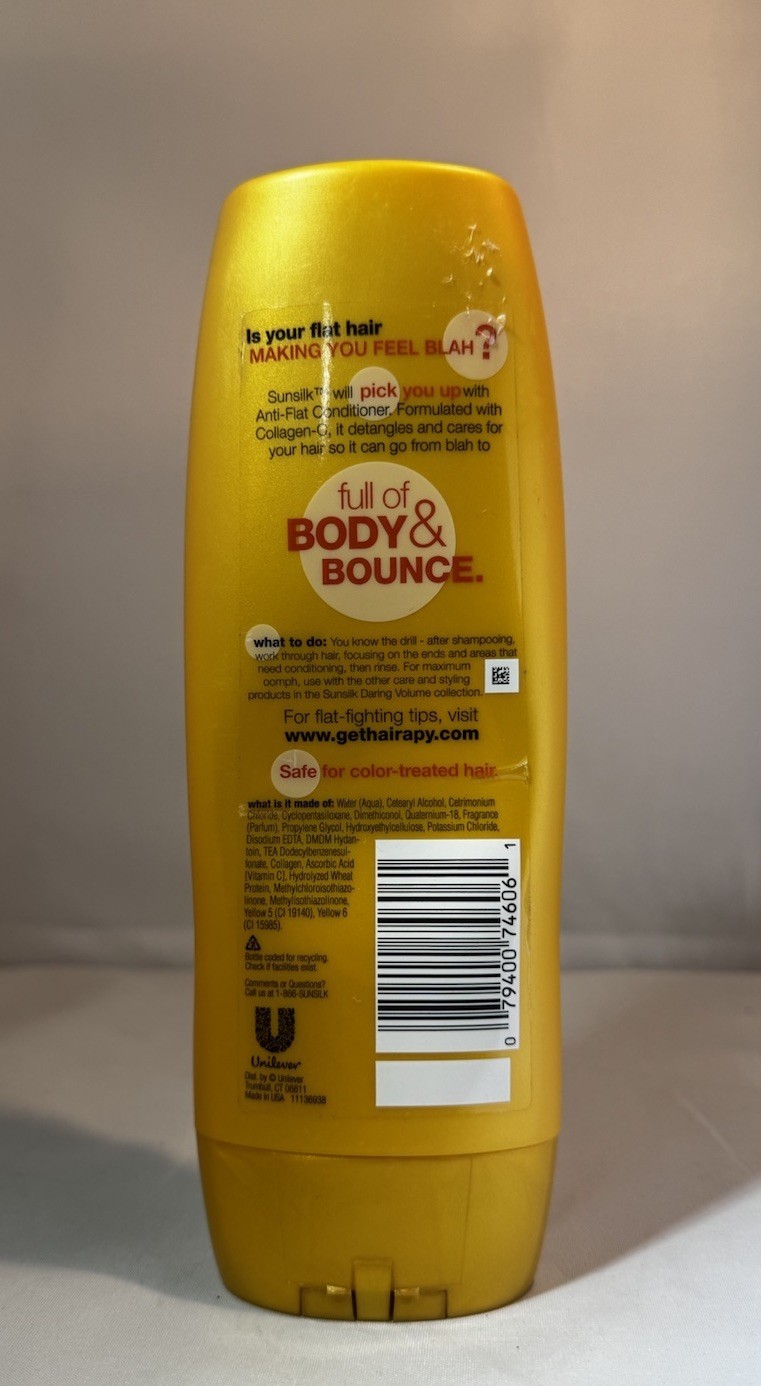 Is your flat hair
MAKING YOU FEEL BLAH ?
Sunsilk™ will pick you up with
Anti-Flat Conditioner. Formulated with
Collagen-C, it detangles and cares for
your hair so it can go from blah to
full of
BODY &
BOUNCE.
what to do: You know the drill - after shampooing,
work through hair, focusing on the ends and areas that
need conditioning, then rinse. For maximum
oomph, use with the other care and styling
products in the Sunsilk Daring Volume collection.
For flat-fighting tips, visit
www.gethairapy.com
Safe for color-treated hair.
what is it made of: Water (Aqua), Cetearyl Alcohol, Cetrimonium
Chloride, Cyclopentasiloxane, Dimethiconol, Quaternium-18, Fragrance
(Parfum), Propylene Glycol, Hydroxyethylcellulose, Potassium Chloride,
Disodium EDTA, DMDM Hydan-
toin, TEA Dodecylbenzenesul-
fonate, Collagen, Ascorbic Acid
[Vitamin C], Hydrolyzed Wheat
Protein, Methylchloroisothiazo-
linone, Methylisothiazolinone,
Yellow 5 (CI 19140), Yellow 6
(CI 15985).
Bottle coded for recycling.
Check if facilities exist.
Comments or Questions?
Call us at 1-866-SUNSILK
Unilever
Dist. by © Unilever
Trumbull, CT 06611
Made in USA 11136938
0 79400 74606 1